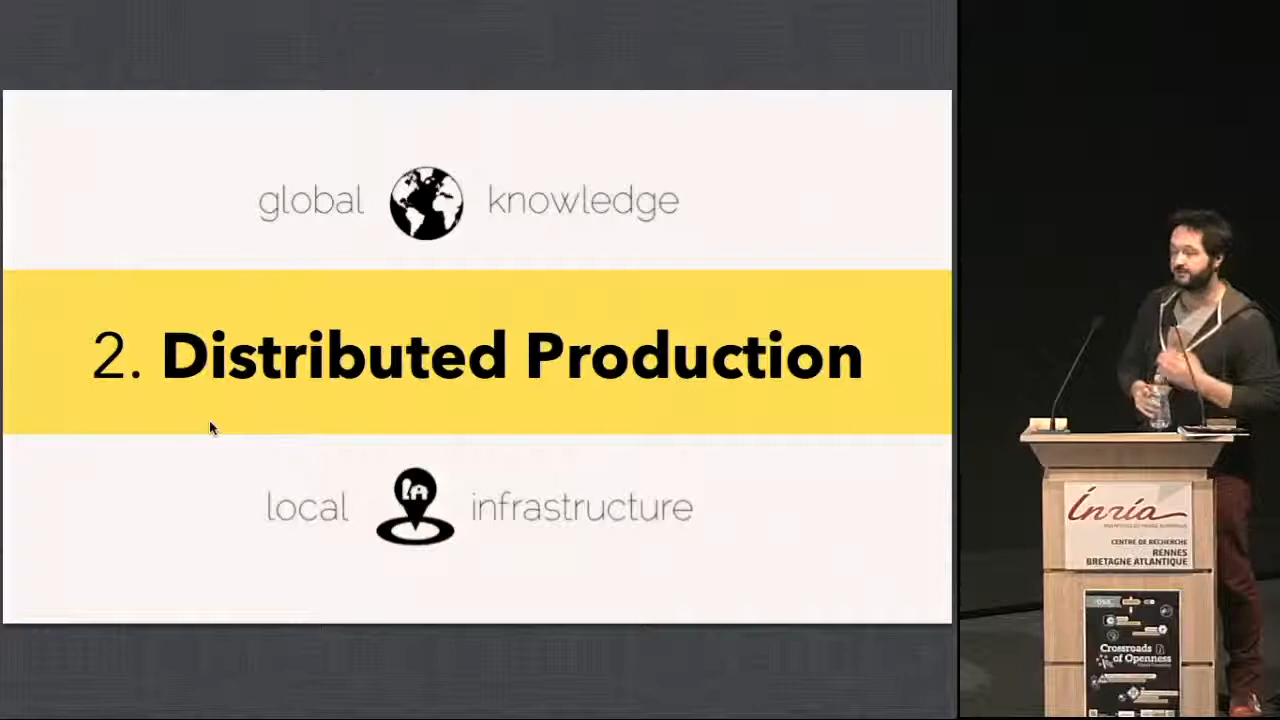 global knowledge
2. Distributed Production
local infrastructure
Inria
CENTRE DE RECHERCHE
RENNES
BRETAGNE ATLANTIQUE
Crossroads
of Openness